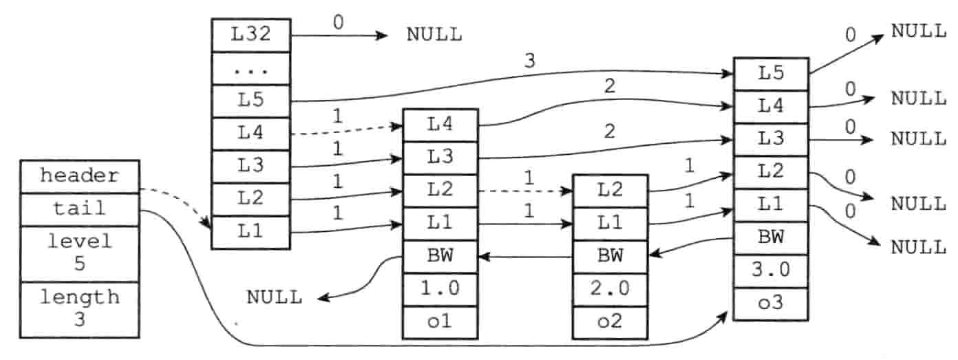 header
tail
level
5
length
3
L32
...
L5
L4
L3
L2
L1
0
NULL
3
1
1
1
1
L4
L3
L2
L1
BW
1.0
o1
NULL
2
2
1
1
L2
L1
BW
2.0
o2
1
1
L5
L4
L3
L2
L1
BW
3.0
o3
0
NULL
0
NULL
0
NULL
0
NULL
0
NULL